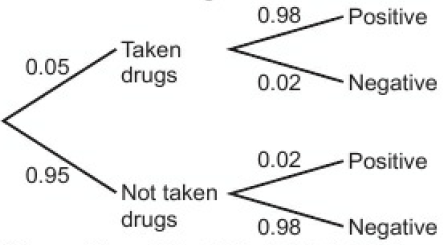 0.98
Positive
0.05
Taken
drugs
0.02
Negative
0.95
Not taken
drugs
0.02
Positive
0.98
Negative